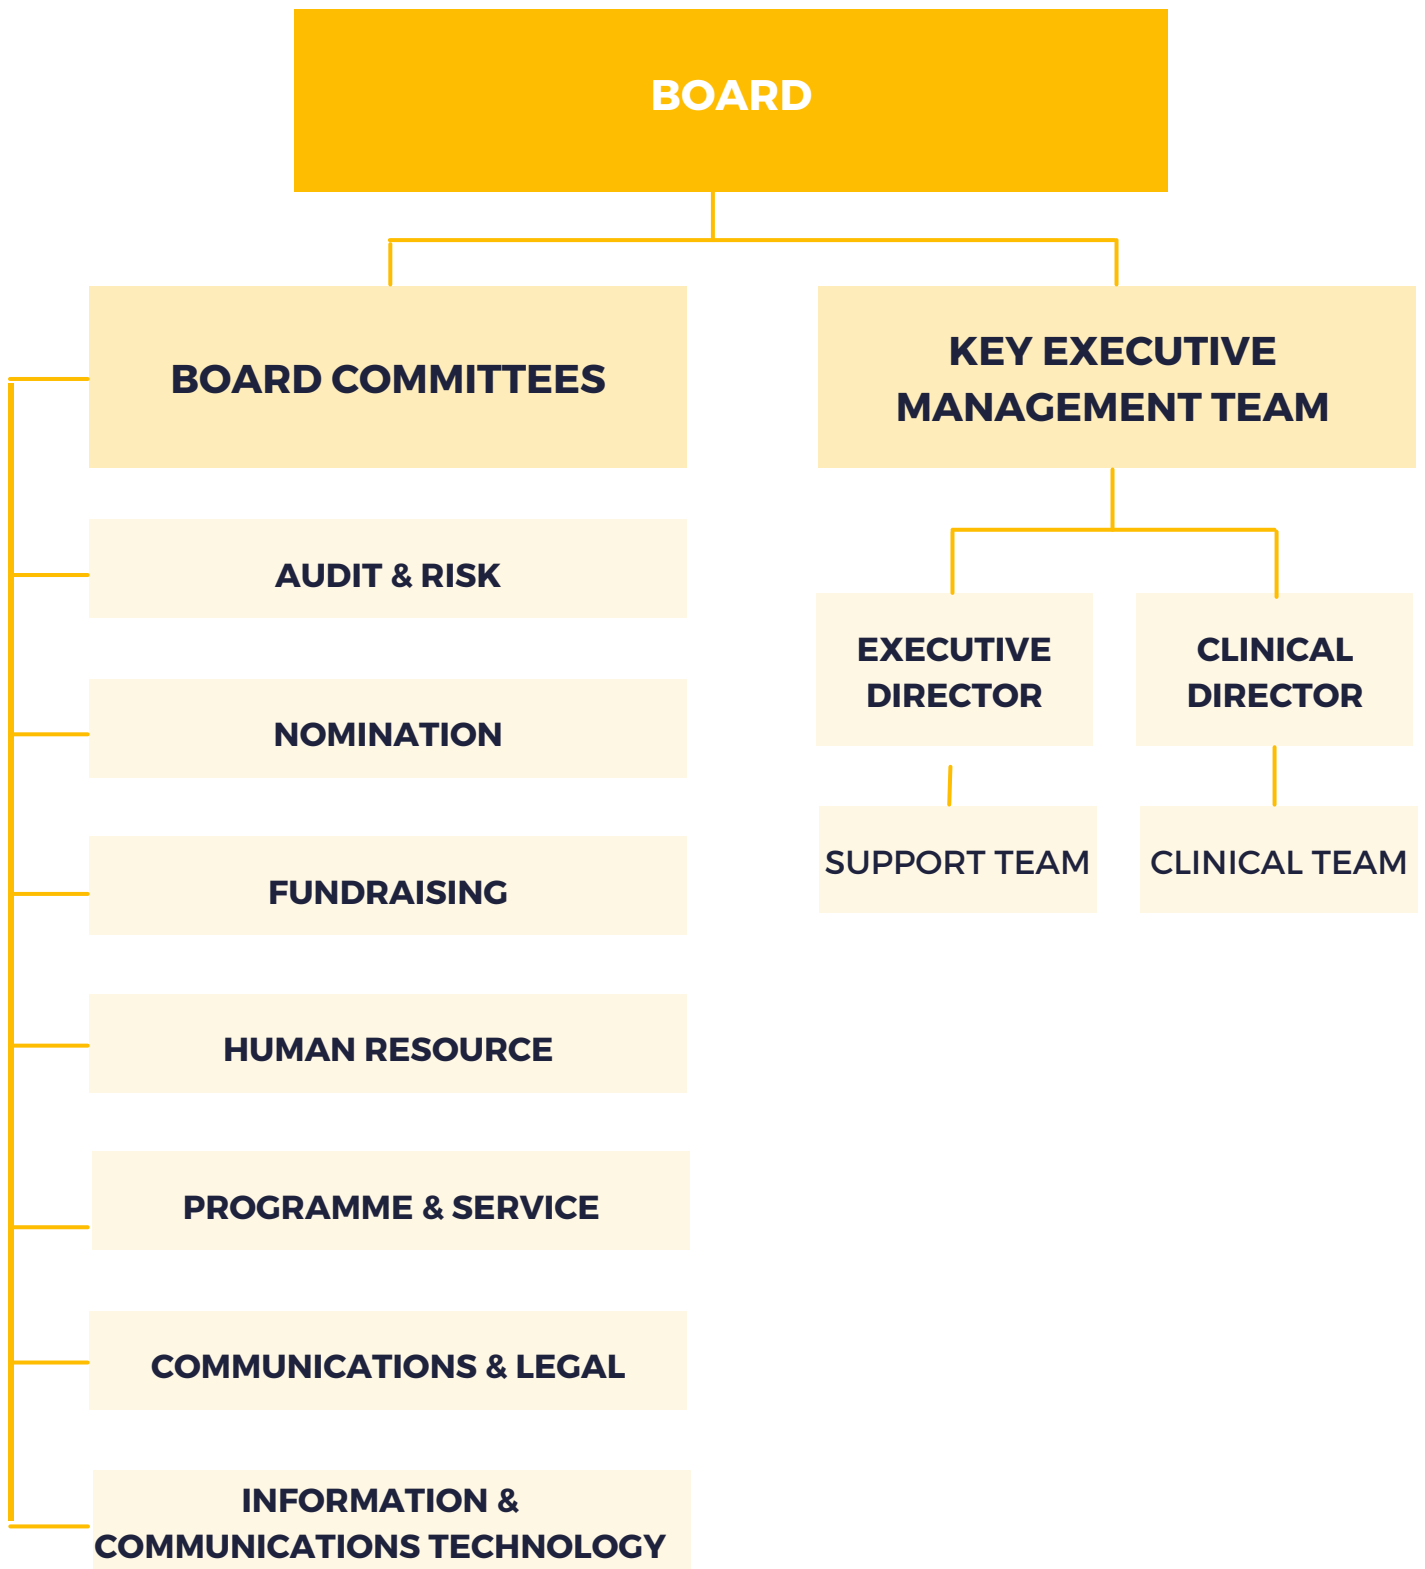 BOARD
BOARD COMMITTEES
AUDIT & RISK
NOMINATION
FUNDRAISING
HUMAN RESOURCE
PROGRAMME & SERVICE
COMMUNICATIONS & LEGAL
INFORMATION &
COMMUNICATIONS TECHNOLOGY
KEY EXECUTIVE
MANAGEMENT TEAM
EXECUTIVE
DIRECTOR
SUPPORT TEAM
CLINICAL
DIRECTOR
CLINICAL TEAM